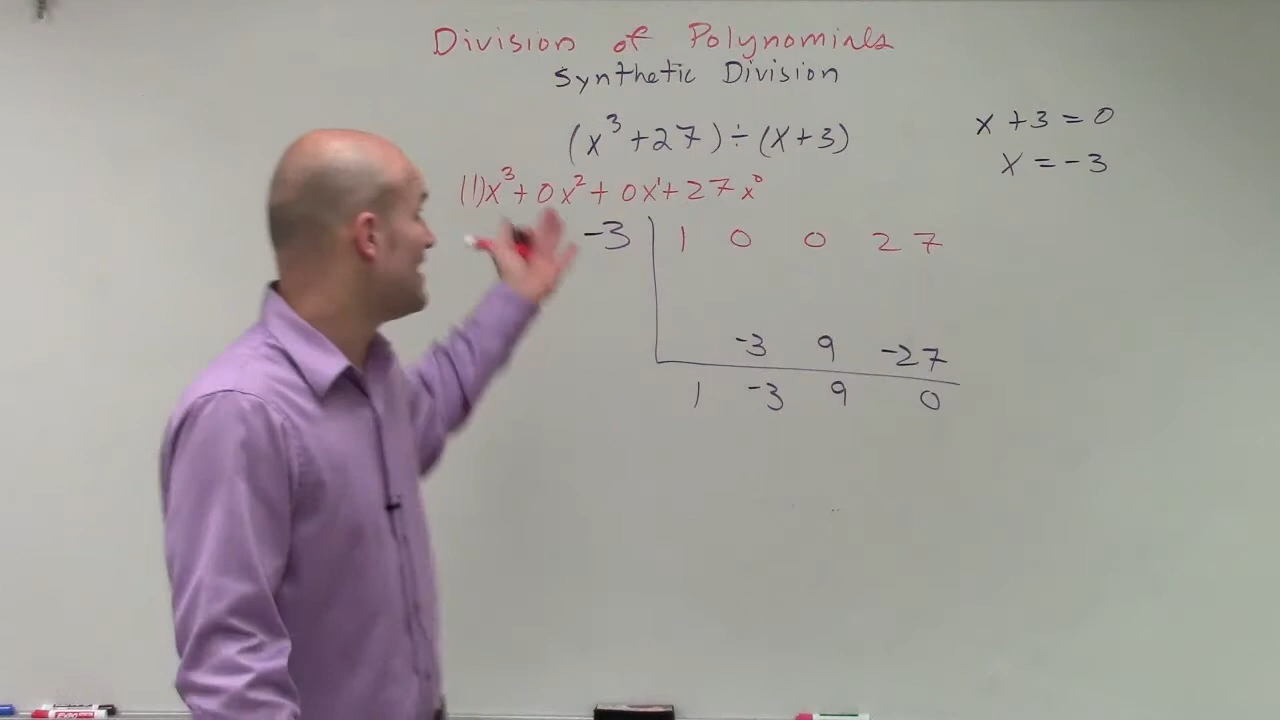 Division of Polynomials
Synthetic Division
(x³+27)÷(x+3)
x+3=0
x=-3
(1)x³+0x²+0x¹+27x⁰
-3 1 0 0 27
-3 9 -27
1 -3 9 0